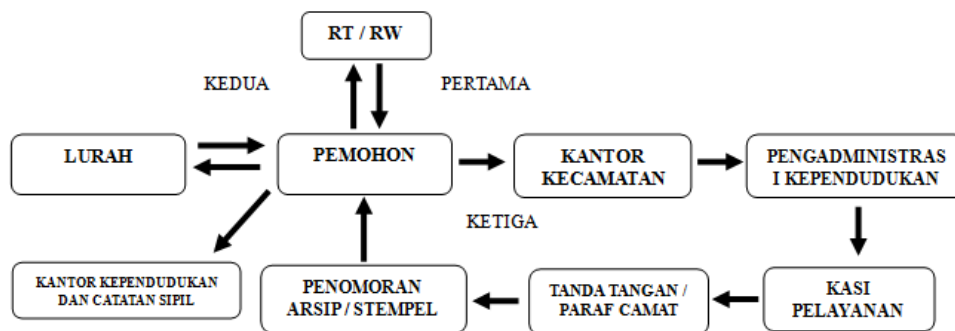 RT / RW
KEDUA
PERTAMA
LURAH
PEMOHON
KANTOR
KECAMATAN
PENGADMINISTRAS
I KEPENDUDUKAN
KETIGA
KANTOR KEPENDUDUKAN
DAN CATATAN SIPIL
PENOMORAN
ARSIP / STEMPEL
TANDA TANGAN /
PARAF CAMAT
KASI
PELAYANAN